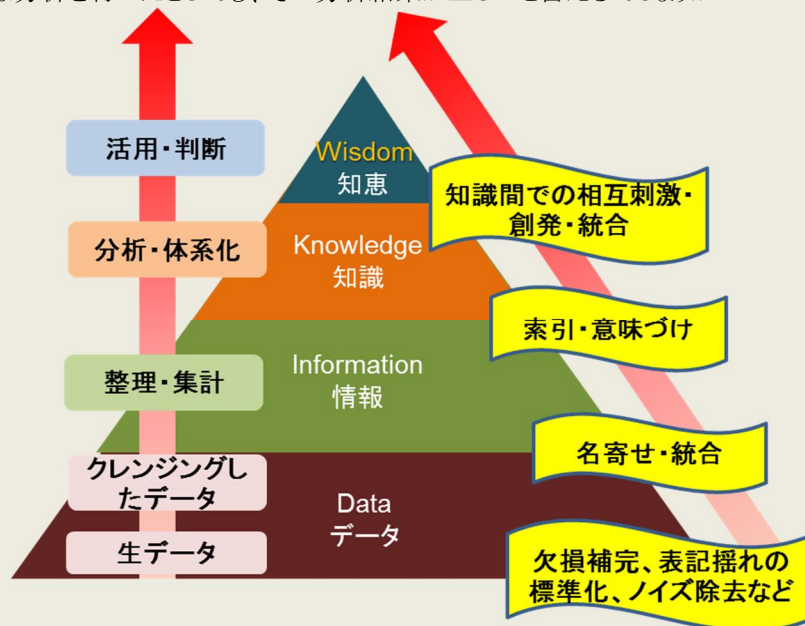 活用・判断
Wisdom
知恵
知識間での相互刺激・
創発・統合
分析・体系化
Knowledge
知識
索引・意味づけ
整理・集計
Information
情報
名寄せ・統合
クレンジングし
たデータ
Data
データ
生データ
欠損補完、表記揺れの
標準化、ノイズ除去など